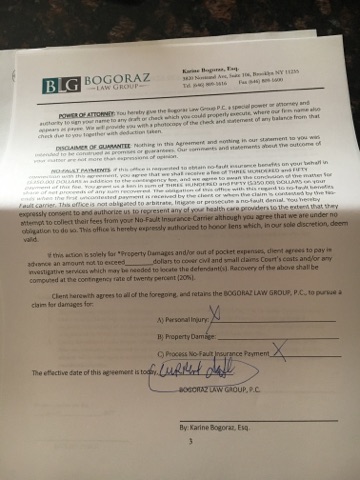 BLG BOGORAZ
LAW GROUP
Karine Bogoraz, Esq.
POWER OF ATTORNEY: You hereby give the Bogoraz Law Group P.C. a special power or attorney and
authority to sign your name to any draft or check which you could properly execute, where our firm name also
appears as payee. We will provide you with a photocopy of the check and statement of any balance from that
check due to you together with deduction taken.
DISCLAIMER OF GUARANTEE: Nothing in this Agreement and nothing in our statement to you was
intended to be construed as promises or guarantees. Our comments and statements about the outcome of
your matter are not more than expressions of opinion.
NO-FAULT PAYMENTS: If this office is requested to obtain no-fault insurance benefits on your behalf in
connection with this agreement, you agree that we shall receive a fee of THREE HUNDRED and FIFTY
($350.00) DOLLARS in addition to the contingency fee, and we agree to await the conclusion of the matter for
payment of this fee. You grant us a lien in sum of THREE HUNDRED and FIFTY ($350.00) DOLLARS on your
share of net proceeds of any sum recovered. The obligation of this office with regard to no-fault benefits
ends when the first uncontested payment is received by the client or when the claim is contested by the No-
Fault carrier. This office is not obligated to arbitrate, litigate or prosecute a no-fault denial. You hereby
expressly consent to and authorize us to represent any of your health care providers to the extent that they
attempt to collect their fees from your No-Fault Insurance Carrier although you agree that we are under no
obligation to do so. This office is hereby expressly authorized to honor liens which, in our sole discretion, deem
valid.
If this action is solely for *Property Damages and/or out of pocket expenses, client agrees to pay in
advance an amount not to exceed______dollars to cover civil and small claims Court's costs and/or any
investigative services which may be needed to locate the defendant(s). Recovery of the above shall be
computed at the contingency rate of twenty percent (20%).
Client herewith agrees to all of the foregoing, and retains the BOGORAZ LAW GROUP, P.C., to pursue a
claim for damages for:
A) Personal Injury: X
B) Property Damage:
C) Process No-Fault Insurance Payment X
The effective date of this agreement is today, current date
BOGORAZ LAW GROUP, P.C.
By: Karine Bogoraz, Esq.
3